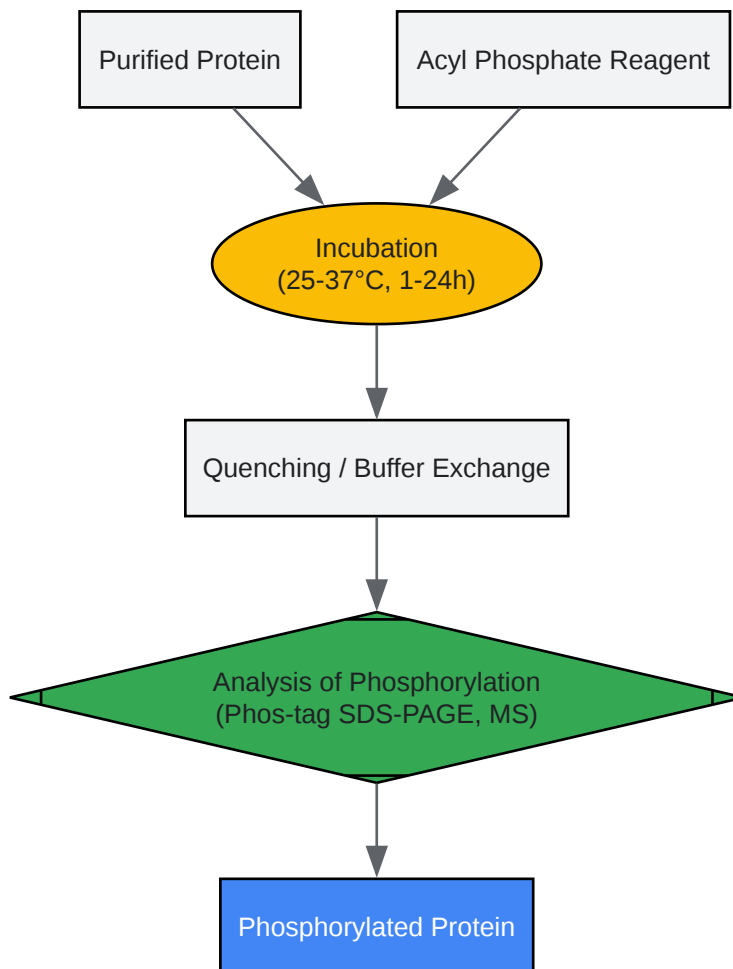 Purified Protein
Acyl Phosphate Reagent
Incubation
(25-37°C, 1-24h)
Quenching / Buffer Exchange
Analysis of Phosphorylation
(Phos-tag SDS-PAGE, MS)
Phosphorylated Protein